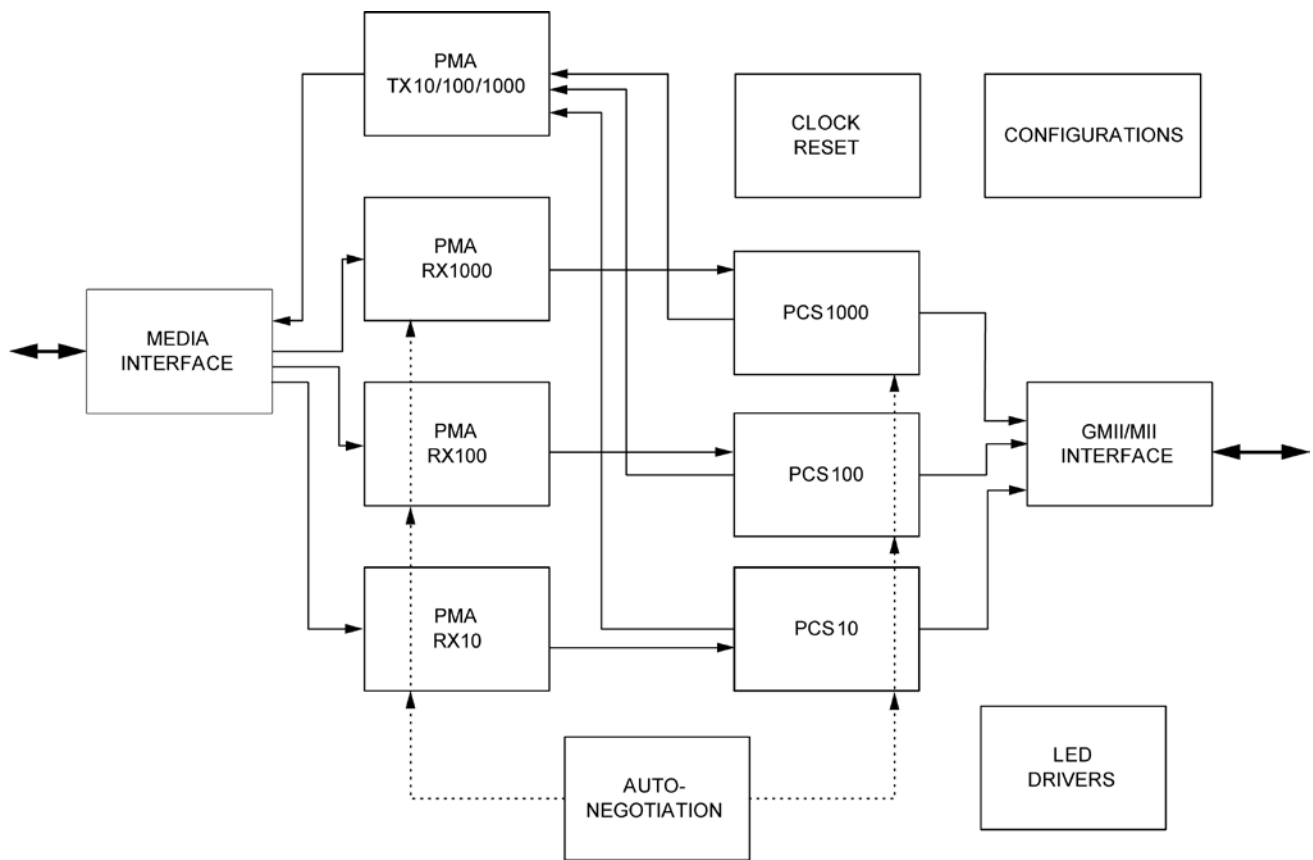 PMA
TX10/100/1000
CLOCK
RESET
CONFIGURATIONS
PMA
RX1000
PCS1000
MEDIA
INTERFACE
PMA
RX100
PCS100
GMII/MII
INTERFACE
PMA
RX10
PCS10
AUTO-
NEGOTIATION
LED
DRIVERS